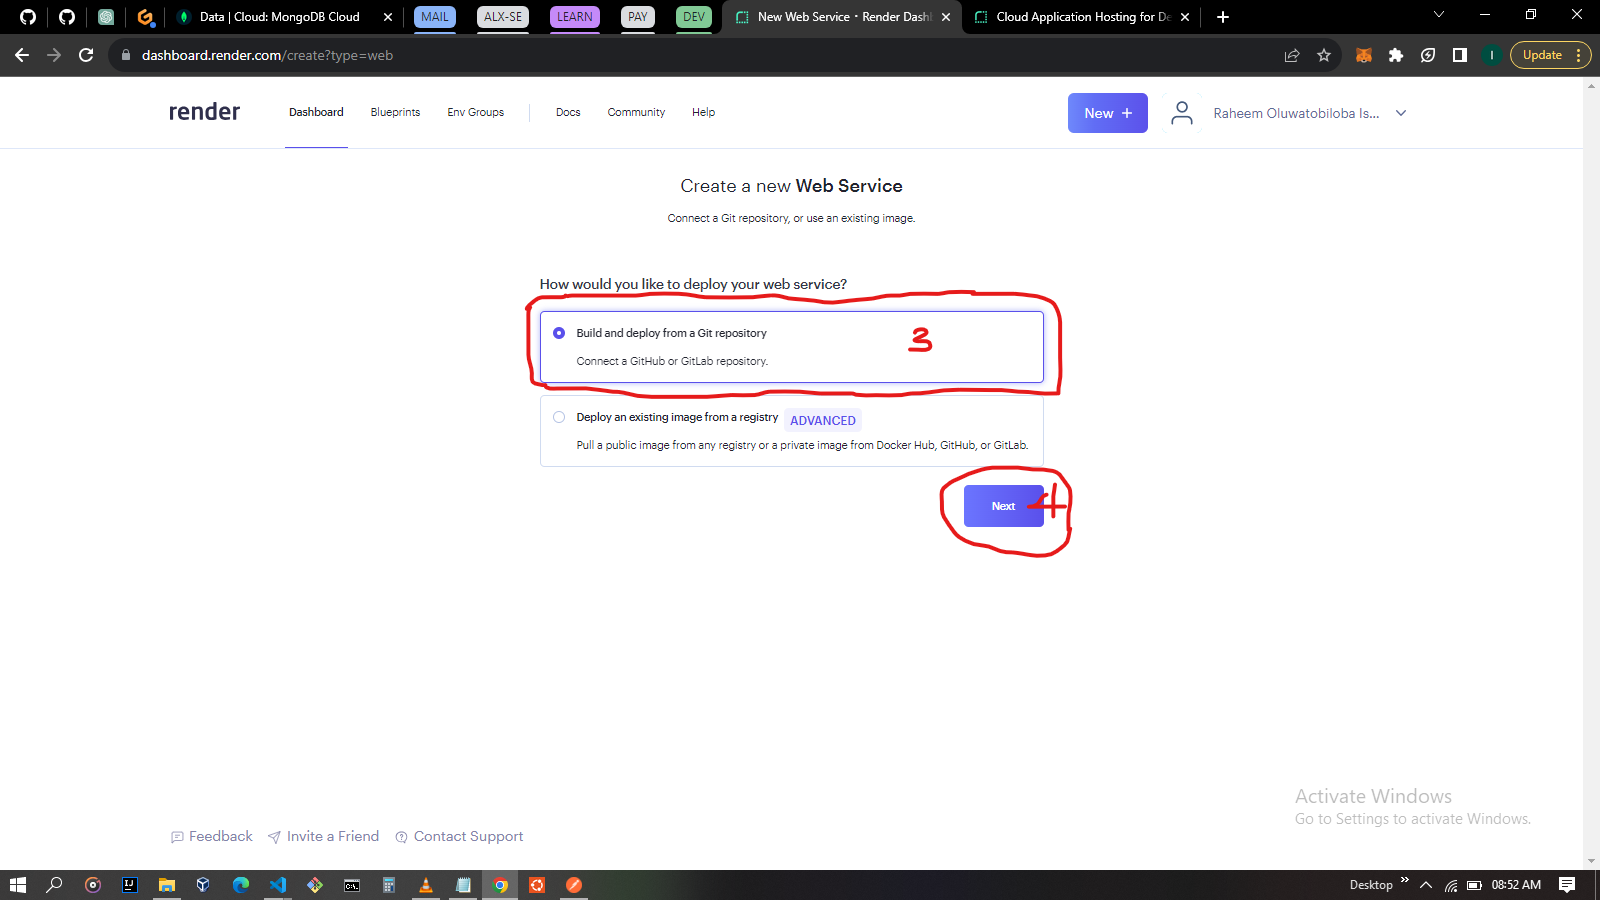 Data | Cloud: MongoDB Cloud
MAIL
ALX-SE
LEARN
PAY
DEV
New Web Service · Render Dash
Cloud Application Hosting for De
dashboard.render.com/create?type=web
I
Update
render
Dashboard
Blueprints
Env Groups
Docs
Community
Help
New +
Raheem Oluwatobiloba Is...
Create a new Web Service
Connect a Git repository, or use an existing image.
How would you like to deploy your web service?
Build and deploy from a Git repository
3
Connect a GitHub or GitLab repository.
Deploy an existing image from a registry
ADVANCED
Pull a public image from any registry or a private image from Docker Hub, GitHub, or GitLab.
Next
4
Activate Windows
Go to Settings to activate Windows.
Feedback
Invite a Friend
Contact Support
IJ
C:\
Desktop
08:52 AM